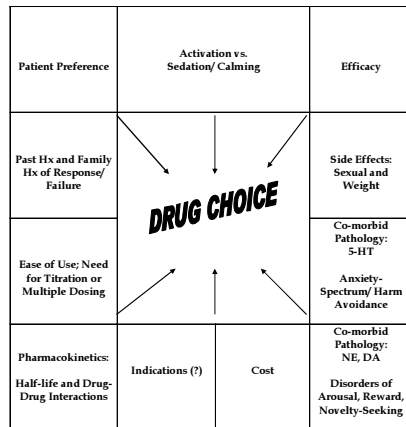 Patient Preference
Activation vs.
Sedation/ Calming
Efficacy
Past Hx and Family
Hx of Response/
Failure
DRUG CHOICE
Side Effects:
Sexual and
Weight
Ease of Use; Need
for Titration or
Multiple Dosing
Co-morbid
Pathology:
5-HT
Anxiety-
Spectrum/ Harm
Avoidance
Pharmacokinetics:
Half-life and Drug-
Drug Interactions
Indications (?)
Cost
Co-morbid
Pathology:
NE, DA
Disorders of
Arousal, Reward,
Novelty-Seeking